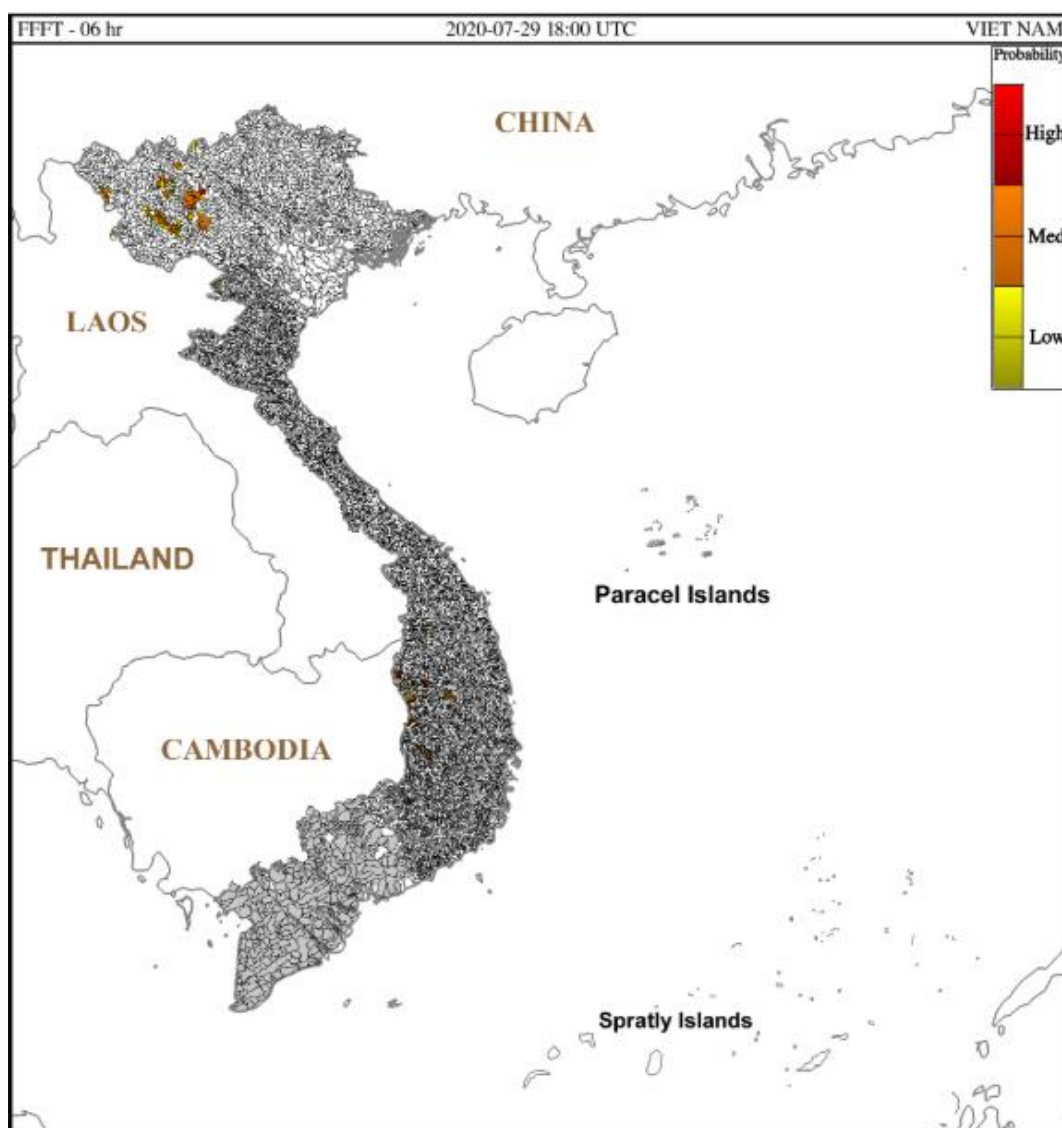 FFFT - 06 hr 2020-07-29 18:00 UTC VIET NAM
Probability
CHINA
High
Med
LAOS
Low
THAILAND
Paracel Islands
CAMBODIA
Spratly Islands